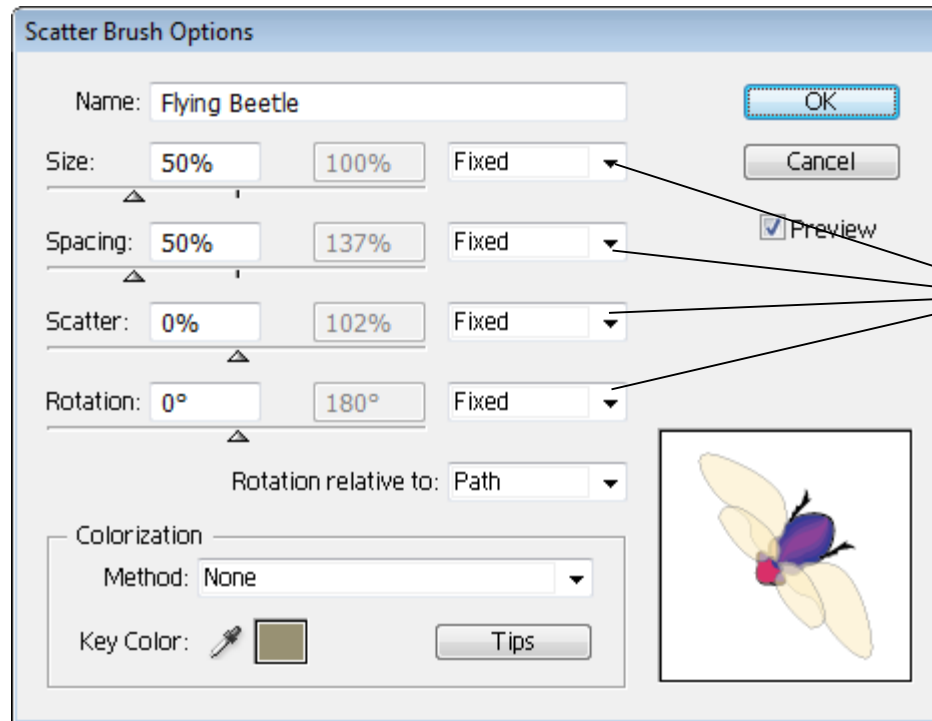 Scatter Brush Options
Name: Flying Beetle OK
Size: 50% 100% Fixed Cancel
Spacing: 50% 137% Fixed Preview
Scatter: 0% 102% Fixed
Rotation: 0° 180° Fixed
Rotation relative to: Path
Colorization
Method: None
Key Color: Tips